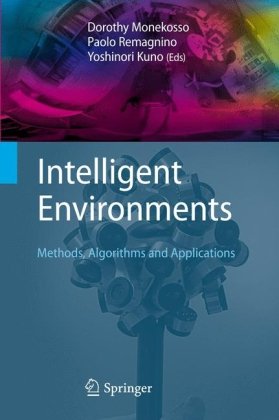 Dorothy Monekosso
Paolo Remagnino
Yoshinori Kuno (Eds)
Intelligent
Environments
Methods, Algorithms and Applications
Springer